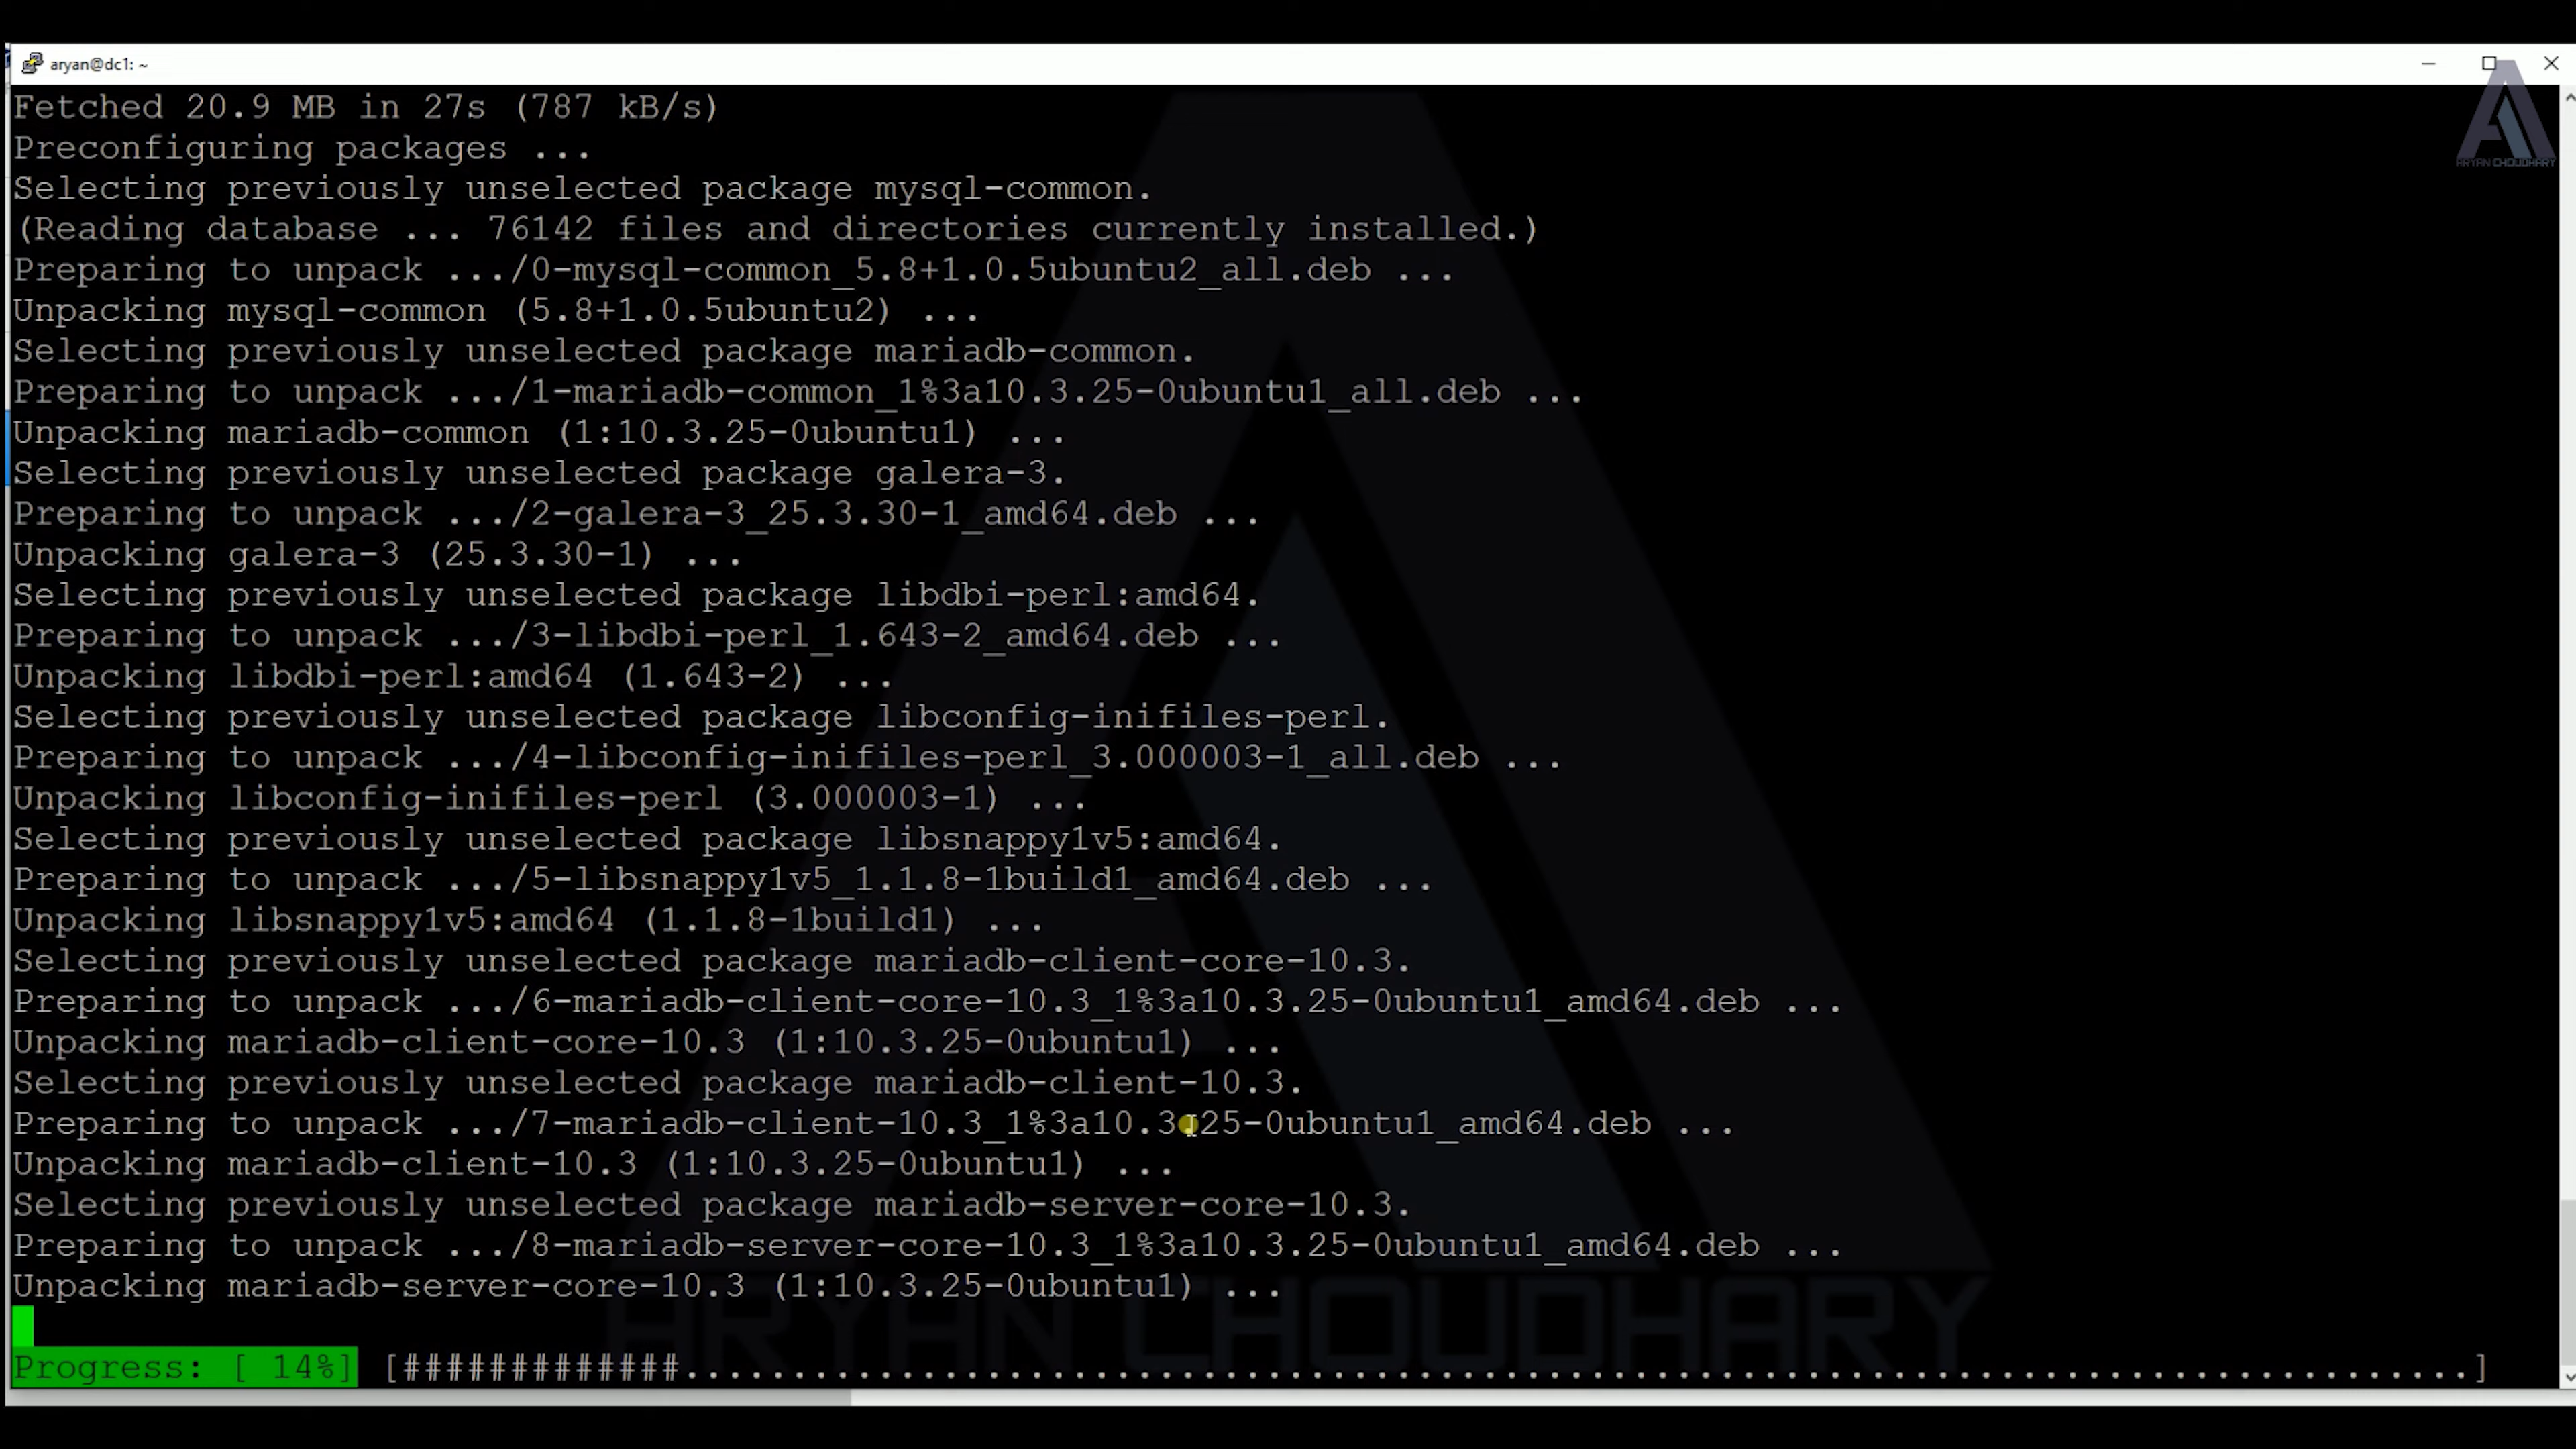 aryan@dc1: ~
ARYAN CHOUDHARY
Fetched 20.9 MB in 27s (787 kB/s)
Preconfiguring packages ...
Selecting previously unselected package mysql-common.
(Reading database ... 76142 files and directories currently installed.)
Preparing to unpack .../0-mysql-common_5.8+1.0.5ubuntu2_all.deb ...
Unpacking mysql-common (5.8+1.0.5ubuntu2) ...
Selecting previously unselected package mariadb-common.
Preparing to unpack .../1-mariadb-common_1%3a10.3.25-0ubuntu1_all.deb ...
Unpacking mariadb-common (1:10.3.25-0ubuntu1) ...
Selecting previously unselected package galera-3.
Preparing to unpack .../2-galera-3_25.3.30-1_amd64.deb ...
Unpacking galera-3 (25.3.30-1) ...
Selecting previously unselected package libdbi-perl:amd64.
Preparing to unpack .../3-libdbi-perl_1.643-2_amd64.deb ...
Unpacking libdbi-perl:amd64 (1.643-2) ...
Selecting previously unselected package libconfig-inifiles-perl.
Preparing to unpack .../4-libconfig-inifiles-perl_3.000003-1_all.deb ...
Unpacking libconfig-inifiles-perl (3.000003-1) ...
Selecting previously unselected package libsnappy1v5:amd64.
Preparing to unpack .../5-libsnappy1v5_1.1.8-1build1_amd64.deb ...
Unpacking libsnappy1v5:amd64 (1.1.8-1build1) ...
Selecting previously unselected package mariadb-client-core-10.3.
Preparing to unpack .../6-mariadb-client-core-10.3_1%3a10.3.25-0ubuntu1_amd64.deb ...
Unpacking mariadb-client-core-10.3 (1:10.3.25-0ubuntu1) ...
Selecting previously unselected package mariadb-client-10.3.
Preparing to unpack .../7-mariadb-client-10.3_1%3a10.3.25-0ubuntu1_amd64.deb ...
Unpacking mariadb-client-10.3 (1:10.3.25-0ubuntu1) ...
Selecting previously unselected package mariadb-server-core-10.3.
Preparing to unpack .../8-mariadb-server-core-10.3_1%3a10.3.25-0ubuntu1_amd64.deb ...
Unpacking mariadb-server-core-10.3 (1:10.3.25-0ubuntu1) ...
ARYAN CHOUDHARY
Progress: [ 14%] [#############...................................................................................]